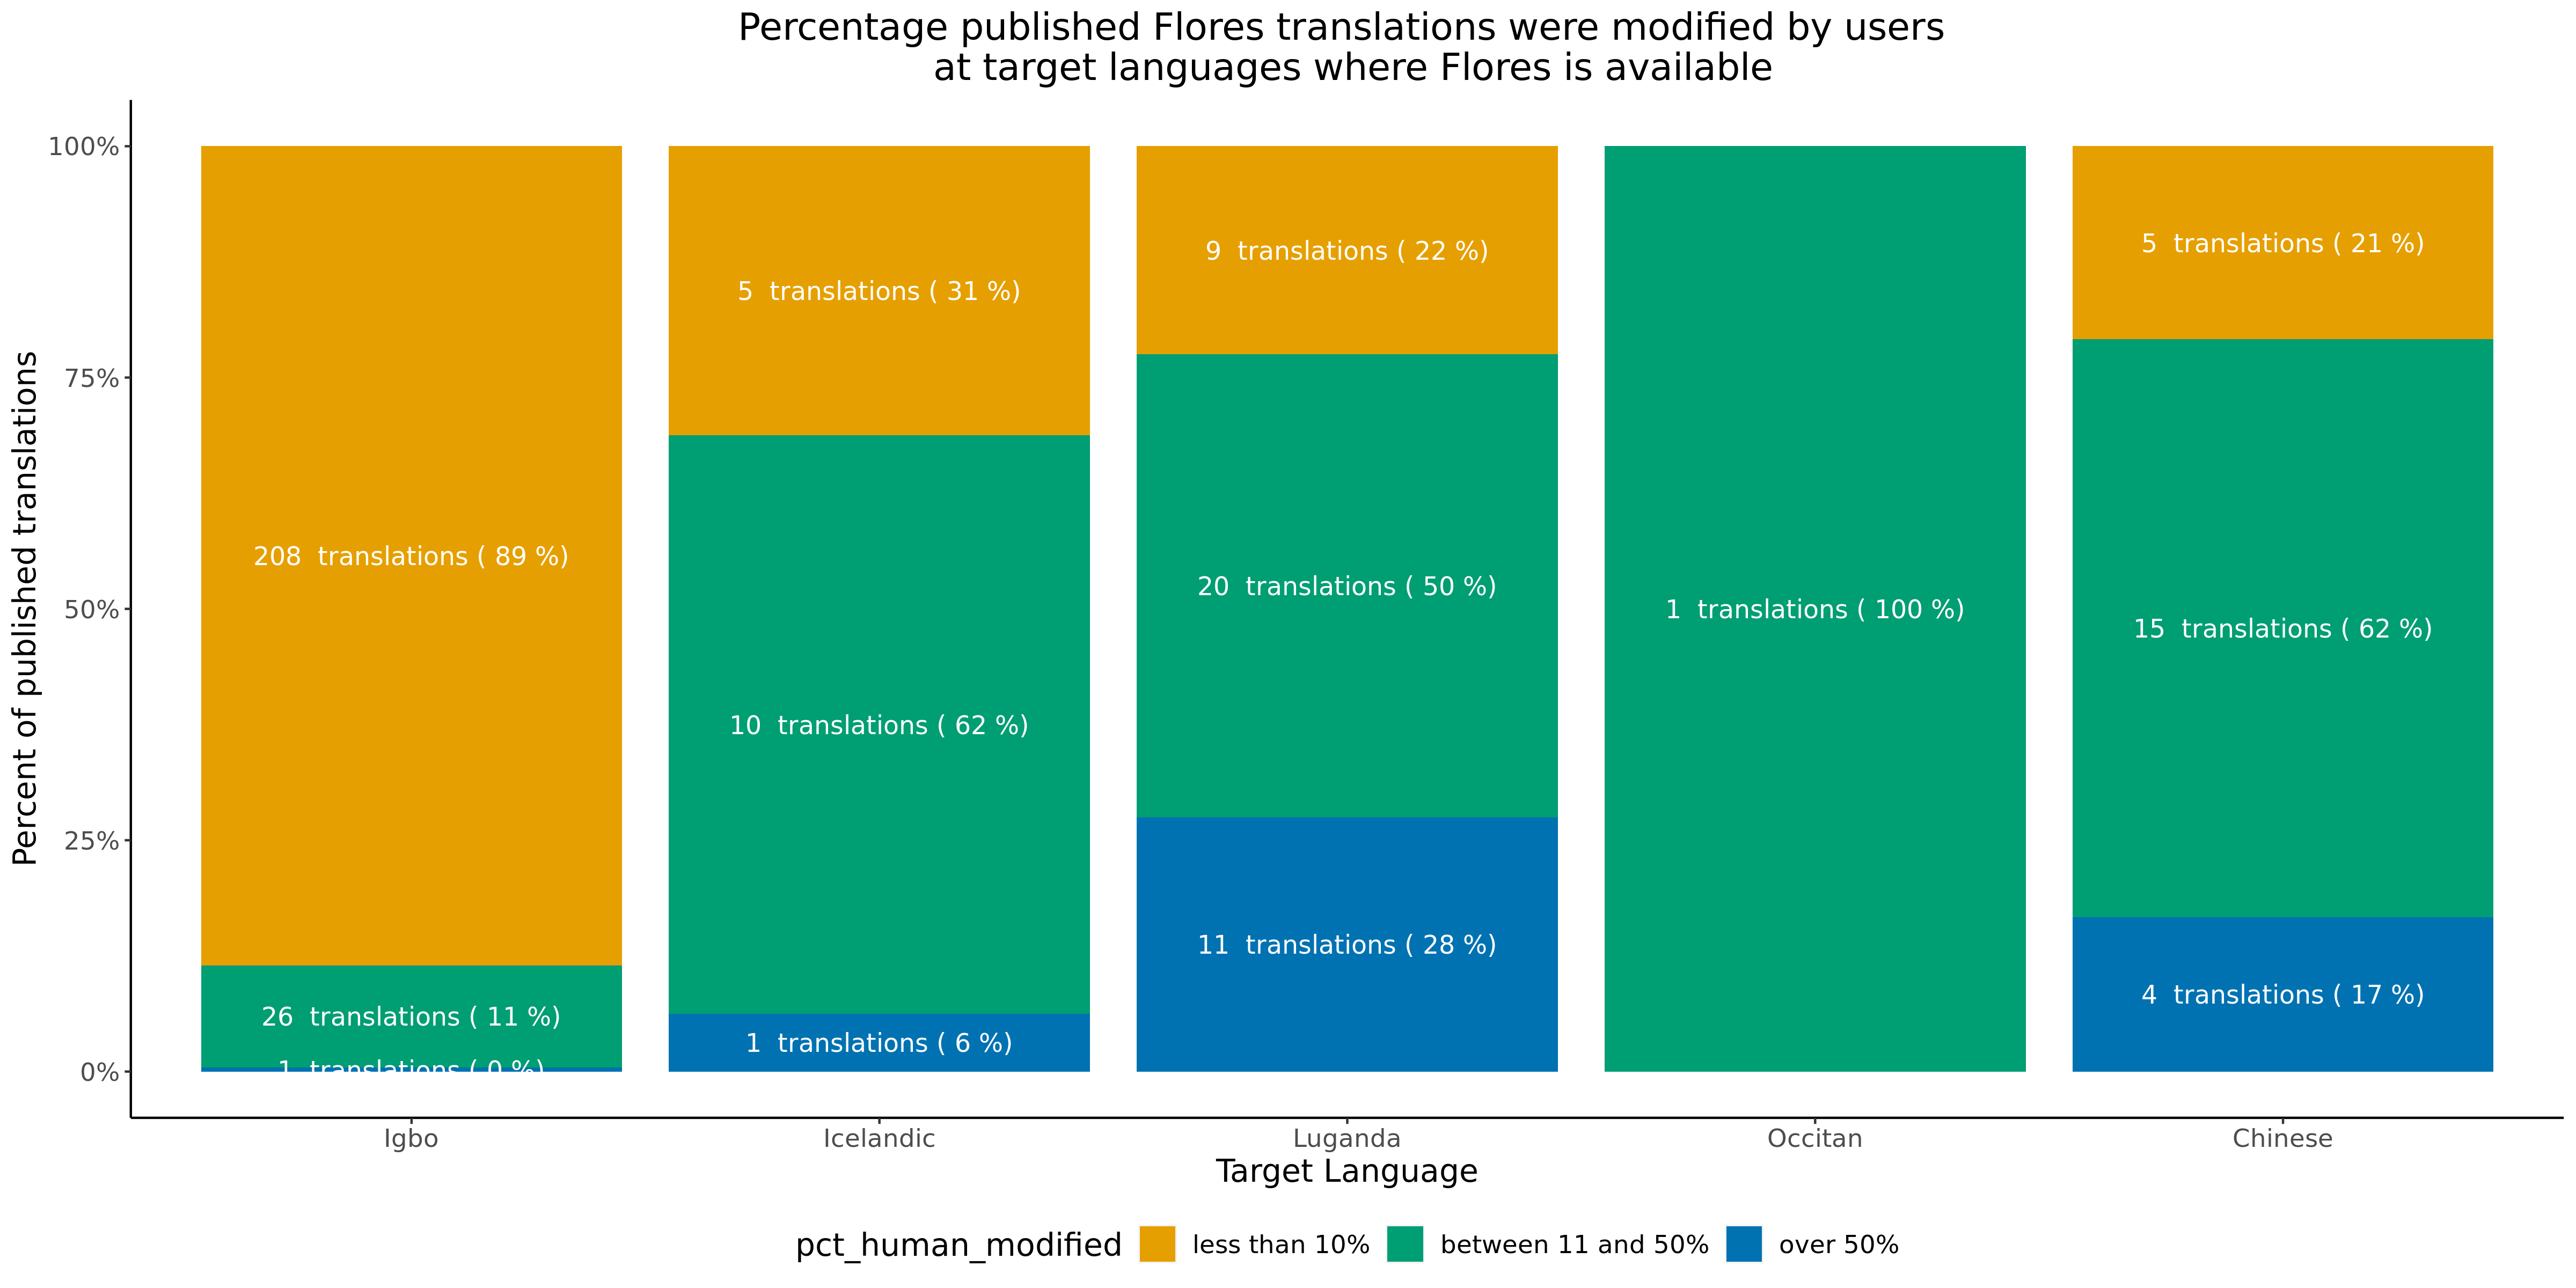 Percentage published Flores translations were modified by users
at target languages where Flores is available
Percent of published translations
100%
75%
50%
25%
0%
208 translations ( 89 %)
26 translations ( 11 %)
1 translations ( 0 %)
5 translations ( 31 %)
10 translations ( 62 %)
1 translations ( 6 %)
9 translations ( 22 %)
20 translations ( 50 %)
11 translations ( 28 %)
1 translations ( 100 %)
5 translations ( 21 %)
15 translations ( 62 %)
4 translations ( 17 %)
Igbo
Icelandic
Luganda
Occitan
Chinese
Target Language
pct_human_modified
less than 10%
between 11 and 50%
over 50%